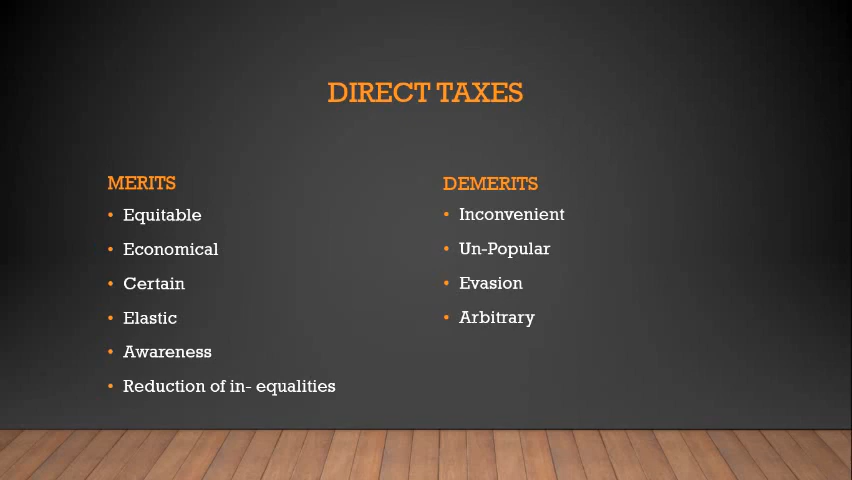 DIRECT TAXES
MERITS
• Equitable
• Economical
• Certain
• Elastic
• Awareness
• Reduction of in- equalities
DEMERITS
• Inconvenient
• Un-Popular
• Evasion
• Arbitrary